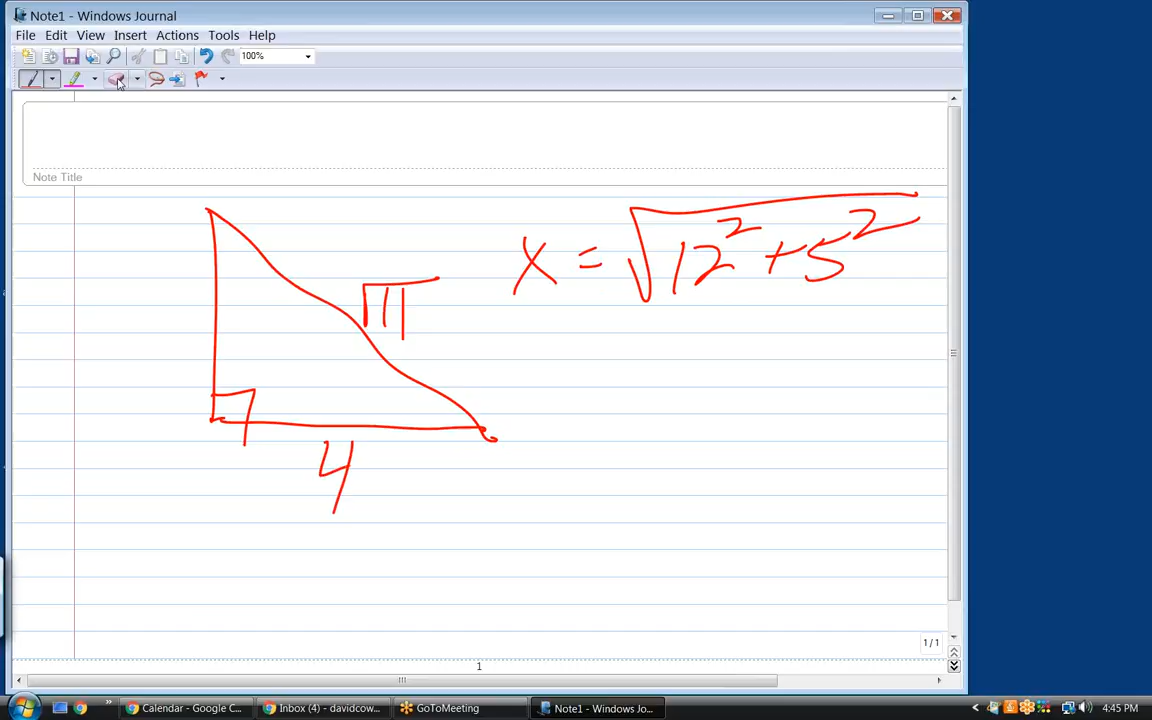 Note1 - Windows Journal
File Edit View Insert Actions Tools Help
100%
Note Title
x = √12² + 5²
√11
4
1 / 1
1
Calendar - Google C...
Inbox (4) - davidcow...
GoToMeeting
Note1 - Windows Jo...
4:45 PM